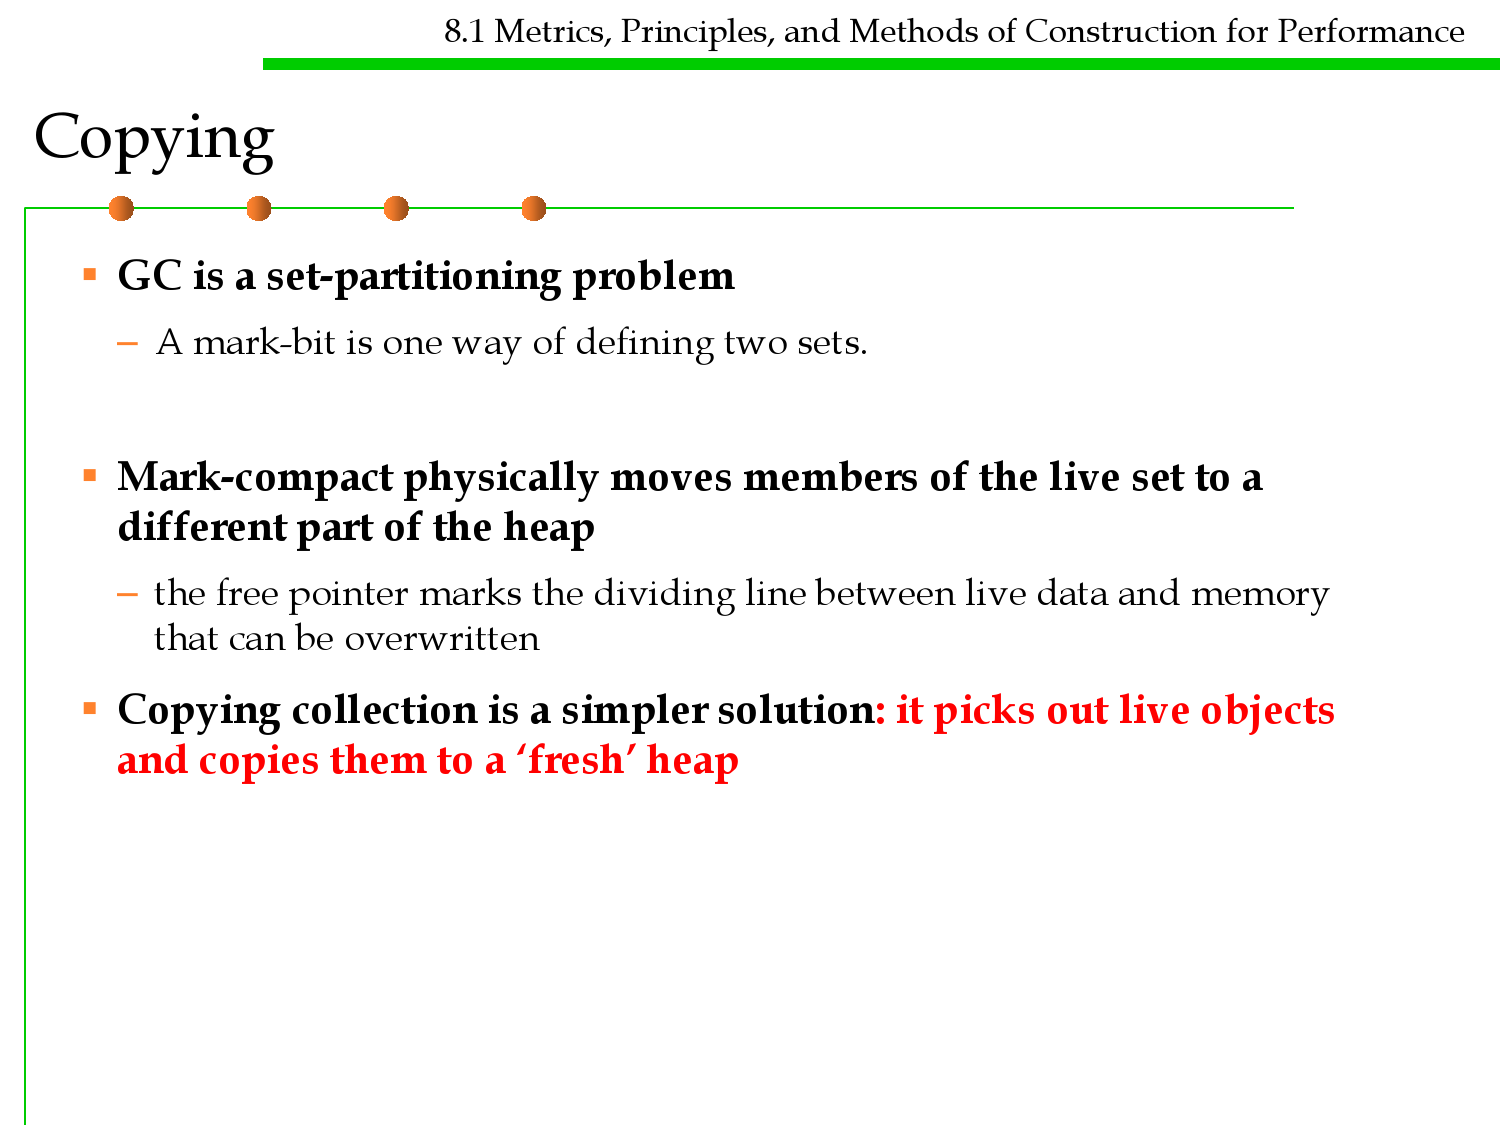 8.1 Metrics, Principles, and Methods of Construction for Performance
Copying
▪ GC is a set-partitioning problem
– A mark-bit is one way of defining two sets.
▪ Mark-compact physically moves members of the live set to a
different part of the heap
– the free pointer marks the dividing line between live data and memory
that can be overwritten
▪ Copying collection is a simpler solution: it picks out live objects
and copies them to a ‘fresh’ heap